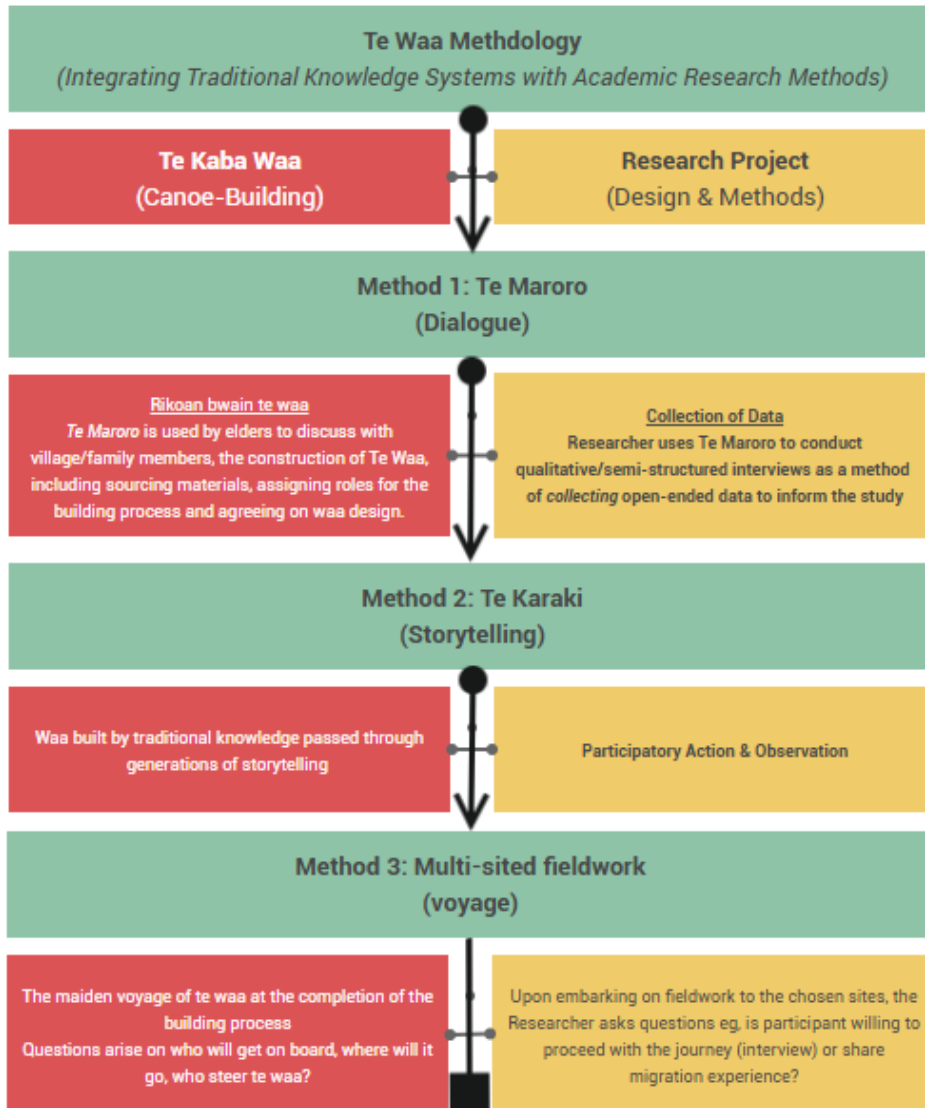 Te Waa Methdology
(Integrating Traditional Knowledge Systems with Academic Research Methods)
Te Kaba Waa
(Canoe-Building)
Research Project
(Design & Methods)
Method 1: Te Maroro
(Dialogue)
Rikoan bwain te waa
Te Maroro is used by elders to discuss with
village/family members, the construction of Te Waa,
including sourcing materials, assigning roles for the
building process and agreeing on waa design.
Collection of Data
Researcher uses Te Maroro to conduct
qualitative/semi-structured interviews as a method
of collecting open-ended data to inform the study
Method 2: Te Karaki
(Storytelling)
Waa built by traditional knowledge passed through
generations of storytelling
Participatory Action & Observation
Method 3: Multi-sited fieldwork
(voyage)
The maiden voyage of te waa at the completion of the
building process
Questions arise on who will get on board, where will it
go, who steer te waa?
Upon embarking on fieldwork to the chosen sites, the
Researcher asks questions eg, is participant willing to
proceed with the journey (interview) or share
migration experience?